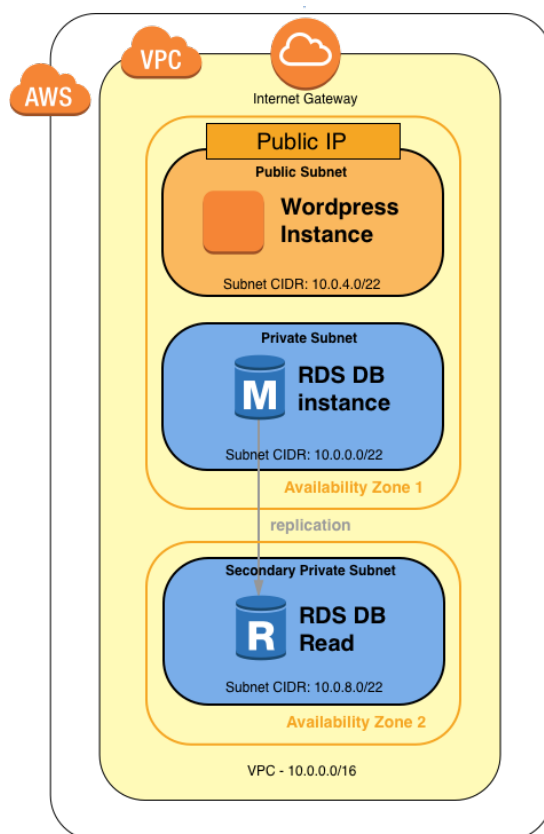 VPC
AWS
Internet Gateway
Public IP
Public Subnet
Wordpress
Instance
Subnet CIDR: 10.0.4.0/22
Private Subnet
M
RDS DB
instance
Subnet CIDR: 10.0.0.0/22
Availability Zone 1
replication
Secondary Private Subnet
R
RDS DB
Read
Subnet CIDR: 10.0.8.0/22
Availability Zone 2
VPC - 10.0.0.0/16